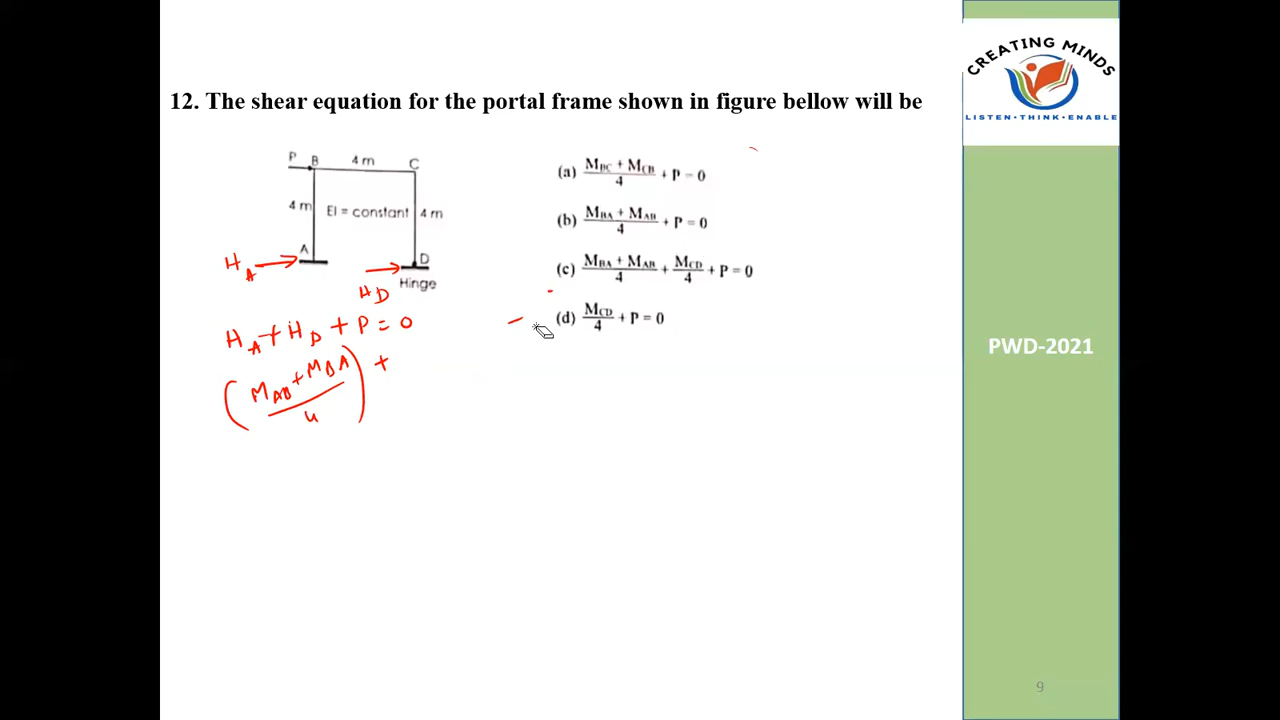 CREATING MINDS
LISTEN•THINK•ENABLE
12. The shear equation for the portal frame shown in figure bellow will be
P B 4 m C
4 m EI = constant 4 m
A D
Hinge
H_A
H_D
H_A + H_D + P = 0
(M_AB + M_BA / 4) +
(a) M_BC + M_CB / 4 + P = 0
(b) M_BA + M_AB / 4 + P = 0
(c) M_BA + M_AB / 4 + M_CD / 4 + P = 0
(d) M_CD / 4 + P = 0
PWD-2021
9